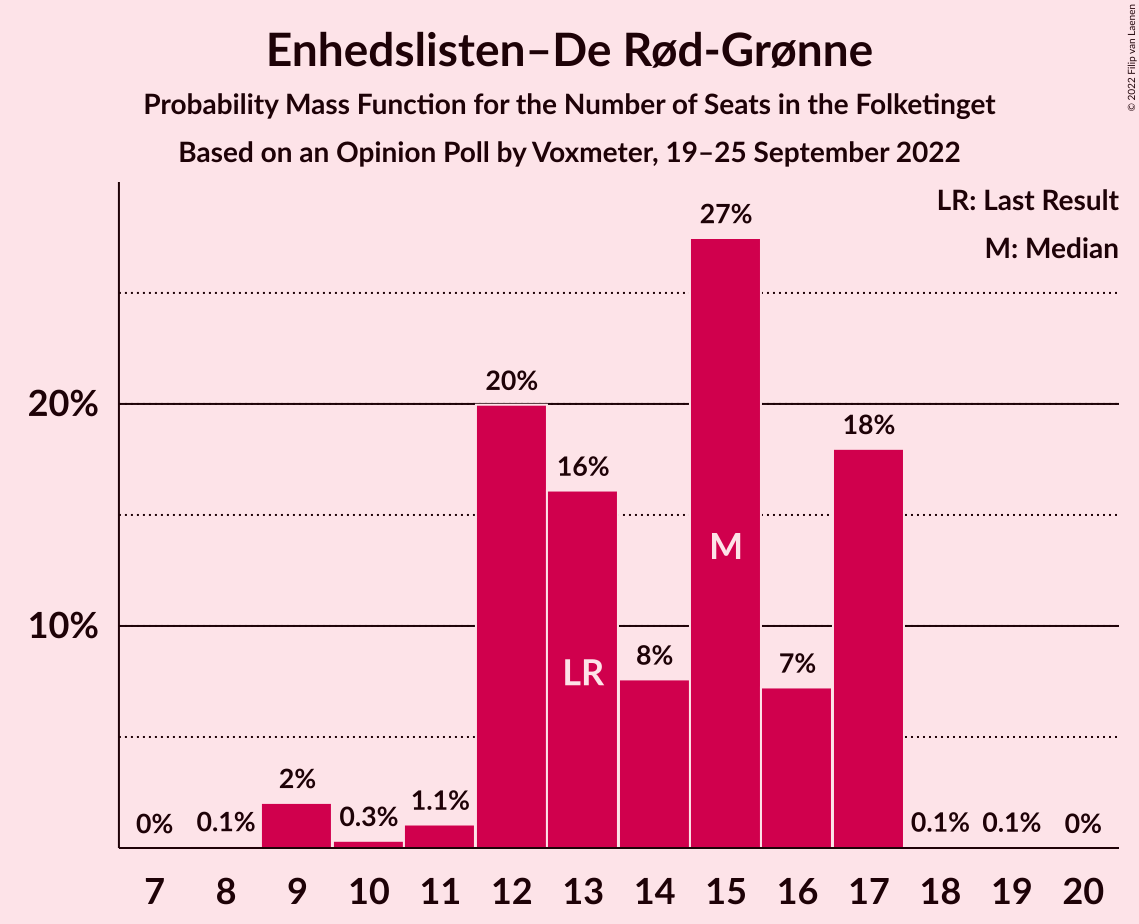 Enhedslisten–De Rød-Grønne
Probability Mass Function for the Number of Seats in the Folketinget
Based on an Opinion Poll by Voxmeter, 19–25 September 2022
© 2022 Filip van Laenen
LR: Last Result
M: Median
27%
20%
20%
18%
16%
M
10%
8%
7%
LR
2%
1.1%
0.3%
0%
0.1%
0.1%
0.1%
0%
7 8 9 10 11 12 13 14 15 16 17 18 19 20